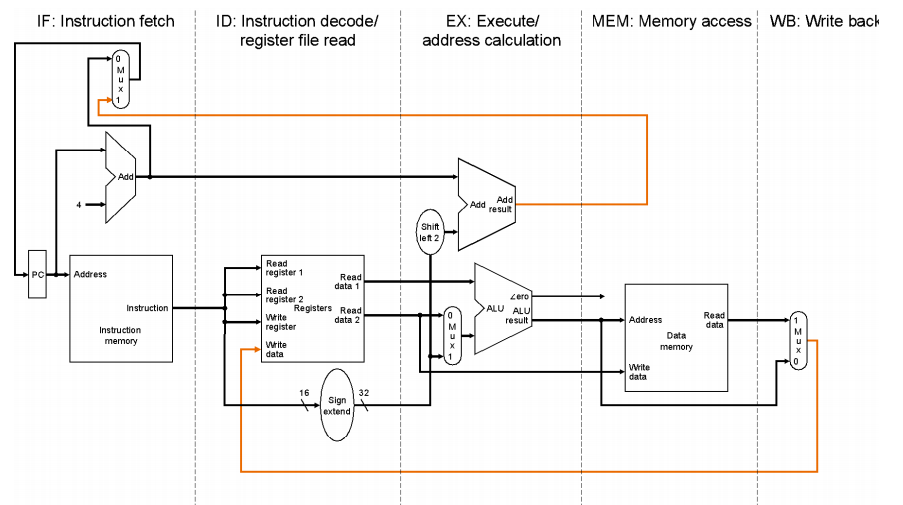 IF: Instruction fetch
ID: Instruction decode/
register file read
EX: Execute/
address calculation
MEM: Memory access
WB: Write back
0
M
u
x
1
Add
4
Add
Add
result
Shift
left 2
PC
Address
Instruction
Instruction
memory
Read
register 1
Read
register 2
Write
register
Write
data
Registers
Read
data 1
Read
data 2
0
M
u
x
1
Zero
ALU
ALU
result
Address
Read
data
Data
memory
Write
data
1
M
u
x
0
16
Sign
extend
32